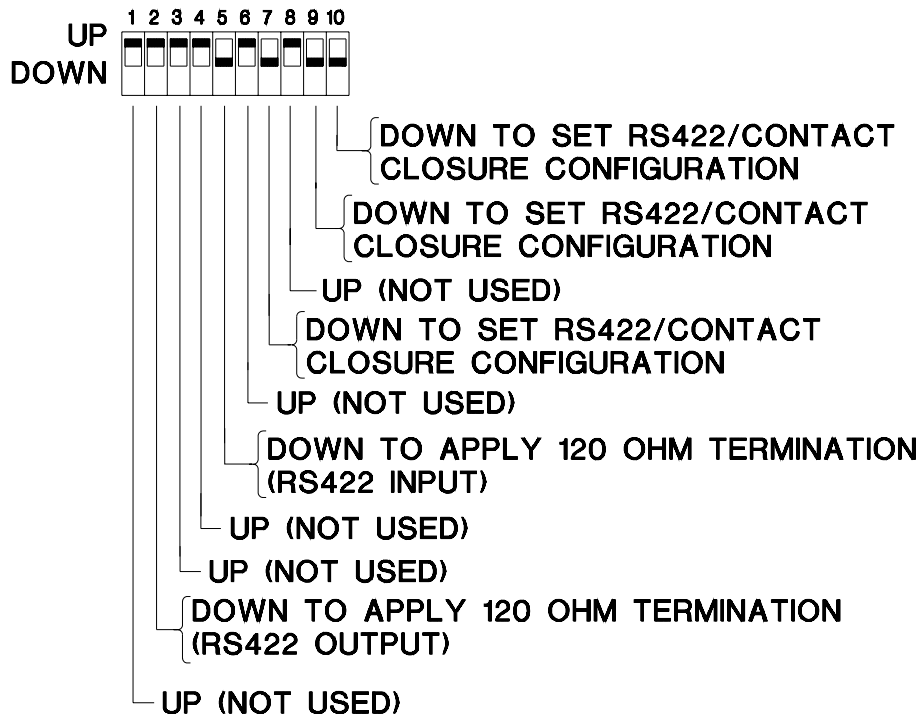 1 2 3 4 5 6 7 8 9 10
UP
DOWN
DOWN TO SET RS422/CONTACT
CLOSURE CONFIGURATION
DOWN TO SET RS422/CONTACT
CLOSURE CONFIGURATION
UP (NOT USED)
DOWN TO SET RS422/CONTACT
CLOSURE CONFIGURATION
UP (NOT USED)
DOWN TO APPLY 120 OHM TERMINATION
(RS422 INPUT)
UP (NOT USED)
UP (NOT USED)
DOWN TO APPLY 120 OHM TERMINATION
(RS422 OUTPUT)
UP (NOT USED)